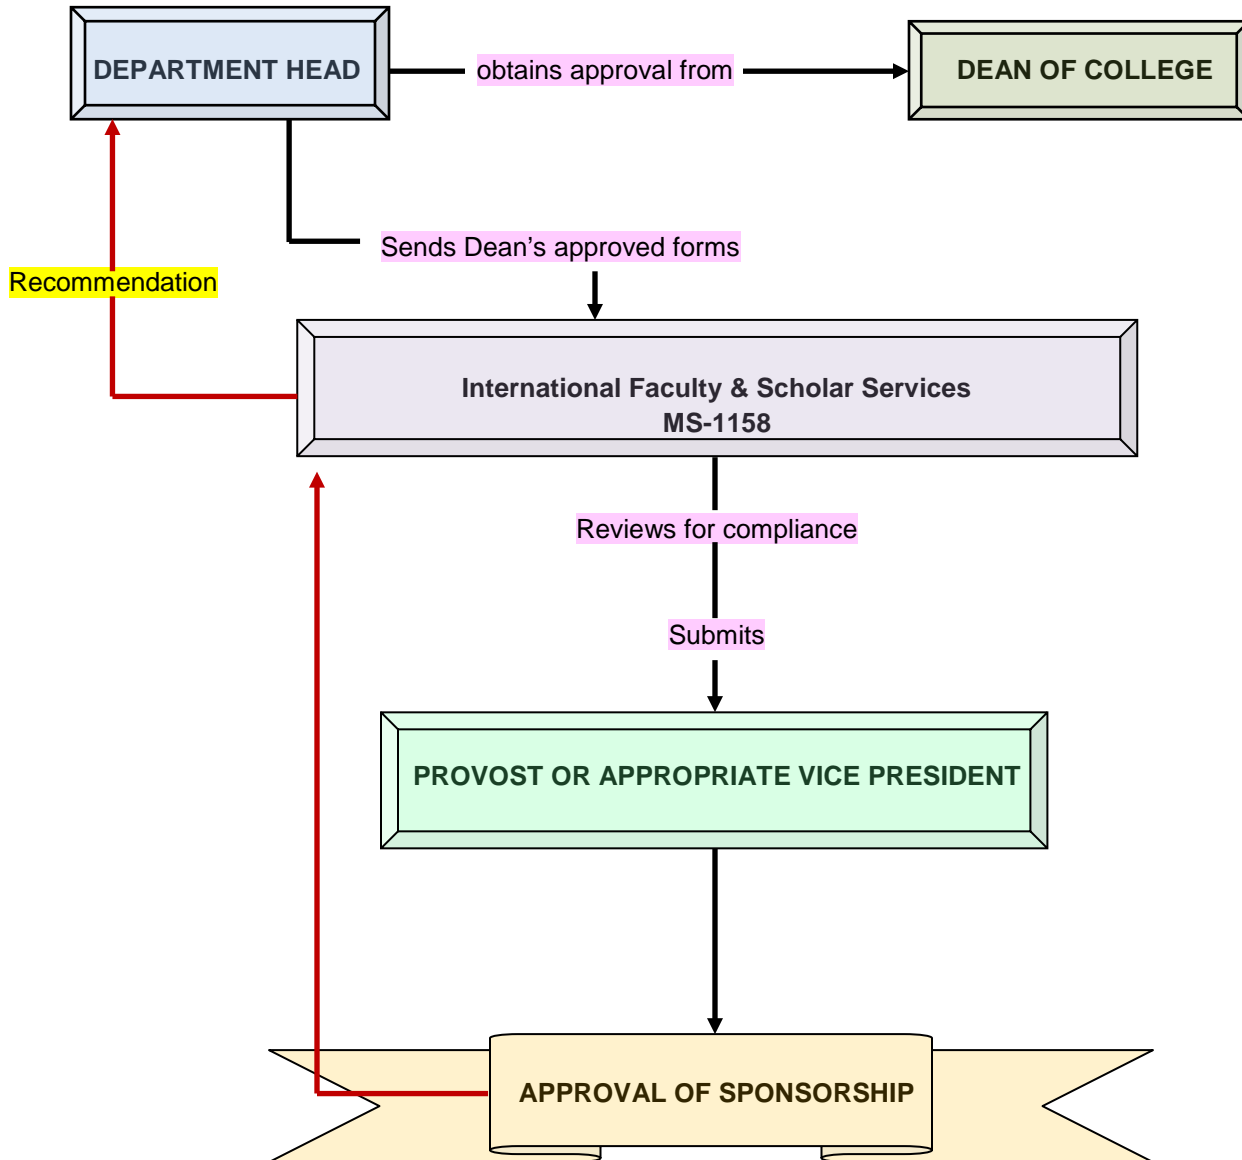 DEPARTMENT HEAD
obtains approval from
DEAN OF COLLEGE
Sends Dean’s approved forms
Recommendation
International Faculty & Scholar Services
MS-1158
Reviews for compliance
Submits
PROVOST OR APPROPRIATE VICE PRESIDENT
APPROVAL OF SPONSORSHIP